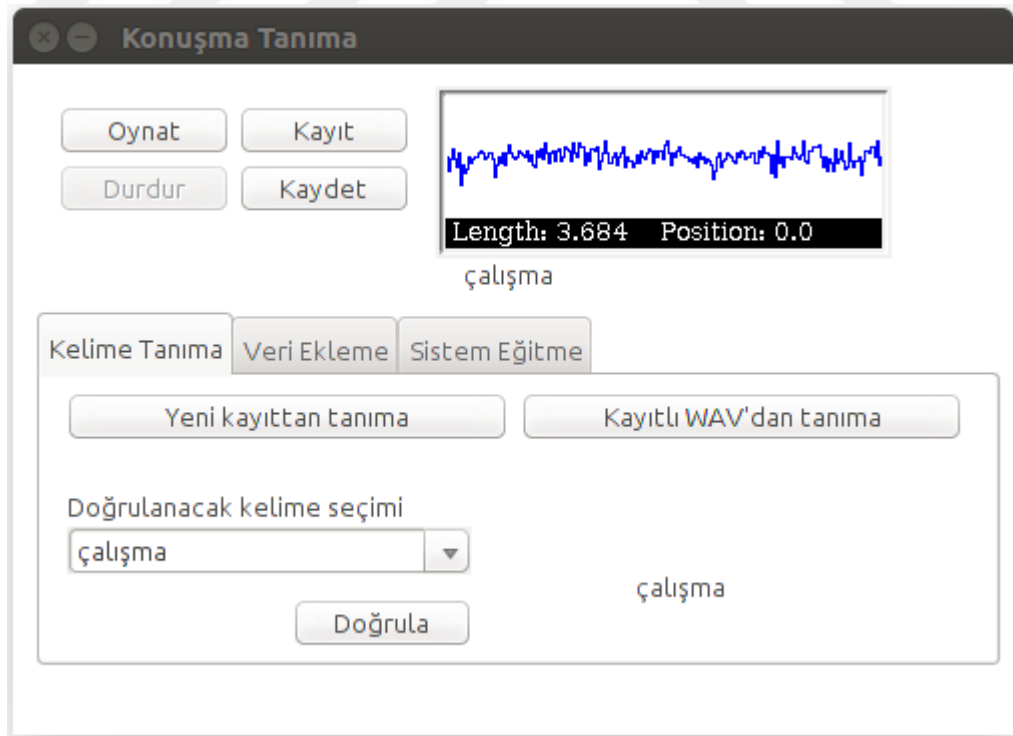 Konuşma Tanıma
Oynat Kayıt
Durdur Kaydet
Length: 3.684 Position: 0.0
çalışma
Kelime Tanıma Veri Ekleme Sistem Eğitme
Yeni kayıttan tanıma Kayıtlı WAV'dan tanıma
Doğrulanacak kelime seçimi
çalışma
çalışma
Doğrula